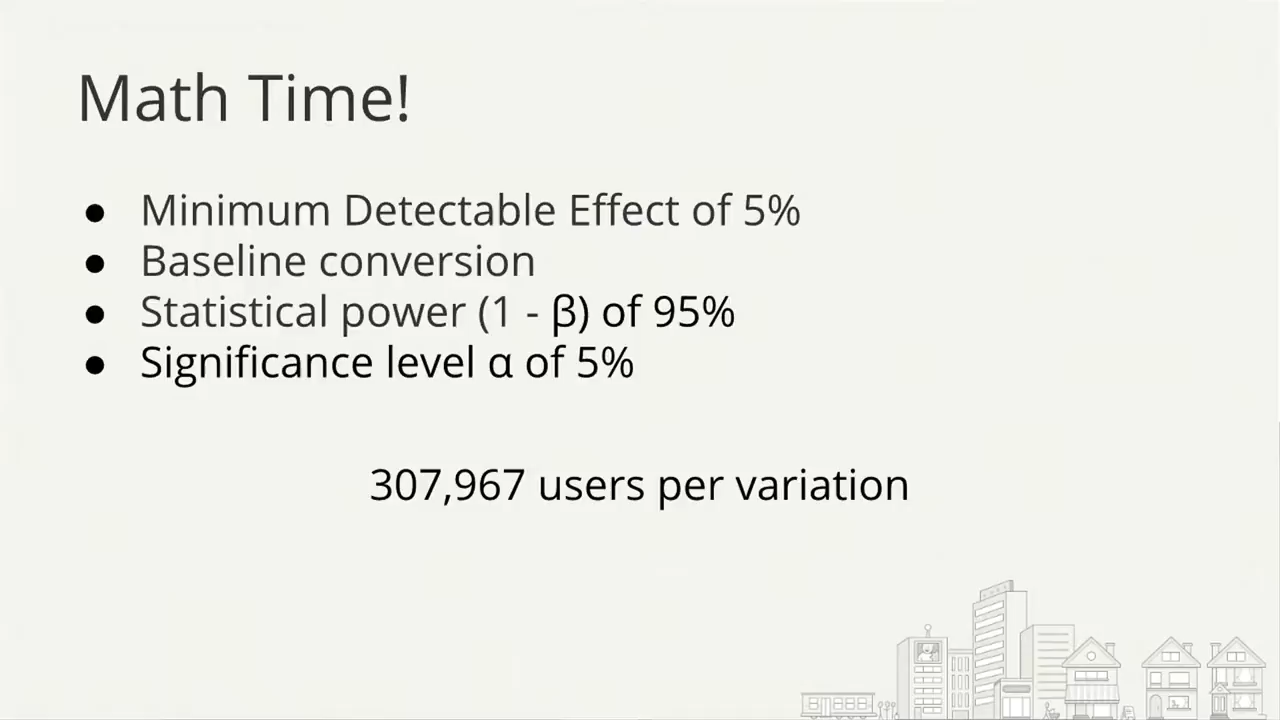 Math Time!
● Minimum Detectable Effect of 5%
● Baseline conversion
● Statistical power (1 - β) of 95%
● Significance level α of 5%
307,967 users per variation